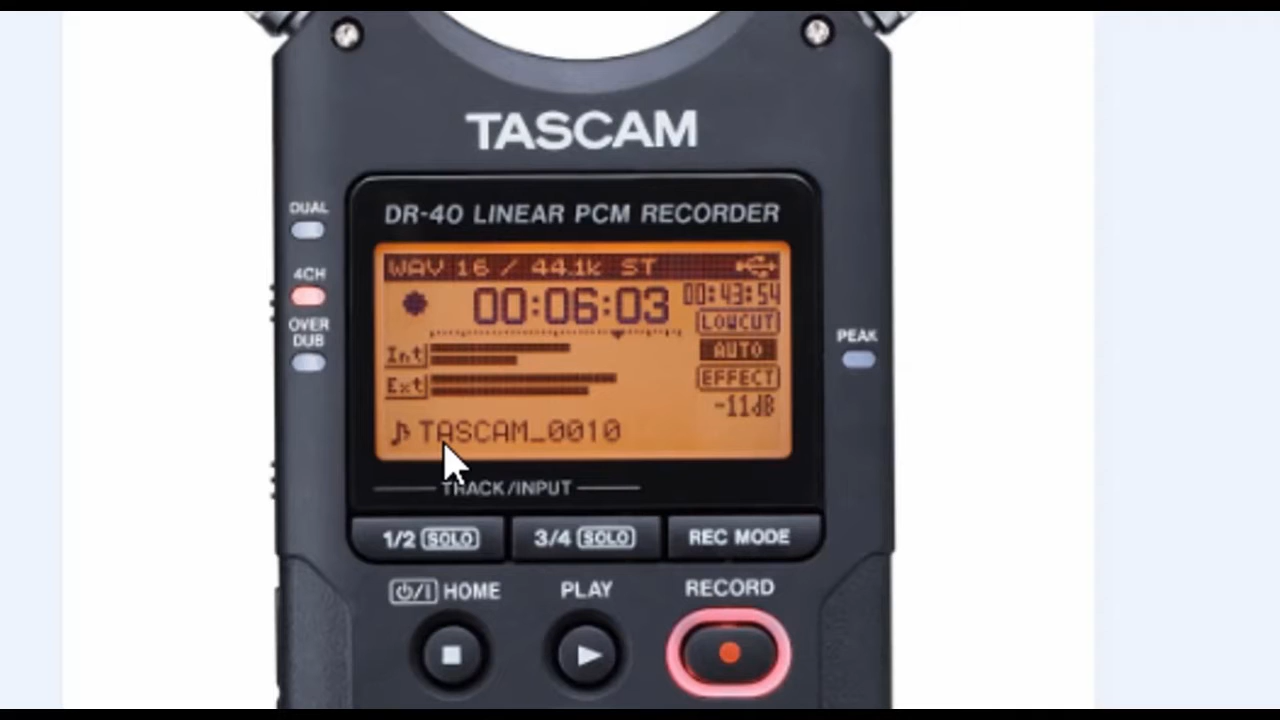 TASCAM
DR-40 LINEAR PCM RECORDER
DUAL
4CH
OVER
DUB
PEAK
WAV 16 / 44.1k ST
00:06:03
00:43:54
LOWCUT
AUTO
EFFECT
-11dB
Int
Ext
TASCAM_0010
TRACK/INPUT
1/2 SOLO
3/4 SOLO
REC MODE
⏻/I HOME
PLAY
RECORD